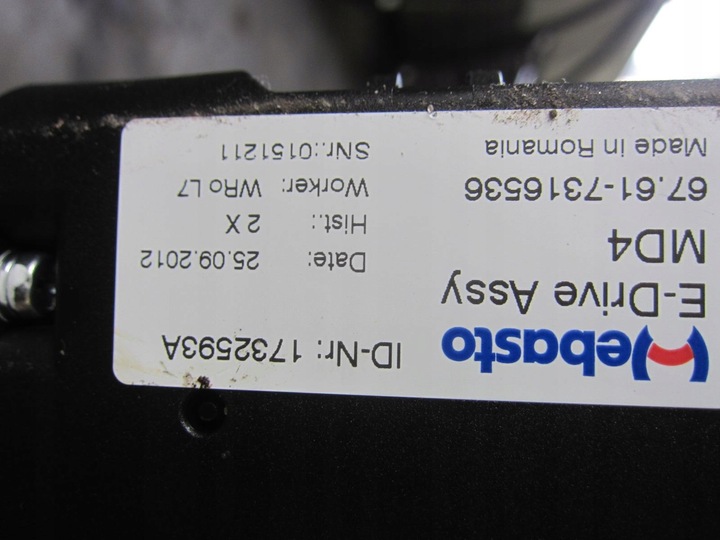 Webasto
ID-Nr: 1732593A
E-Drive Assy
MD4
67.61-7316536
Made in Romania
Date: 25.09.2012
Hist.: 2 X
Worker: WRo L7
SNr.:0151211